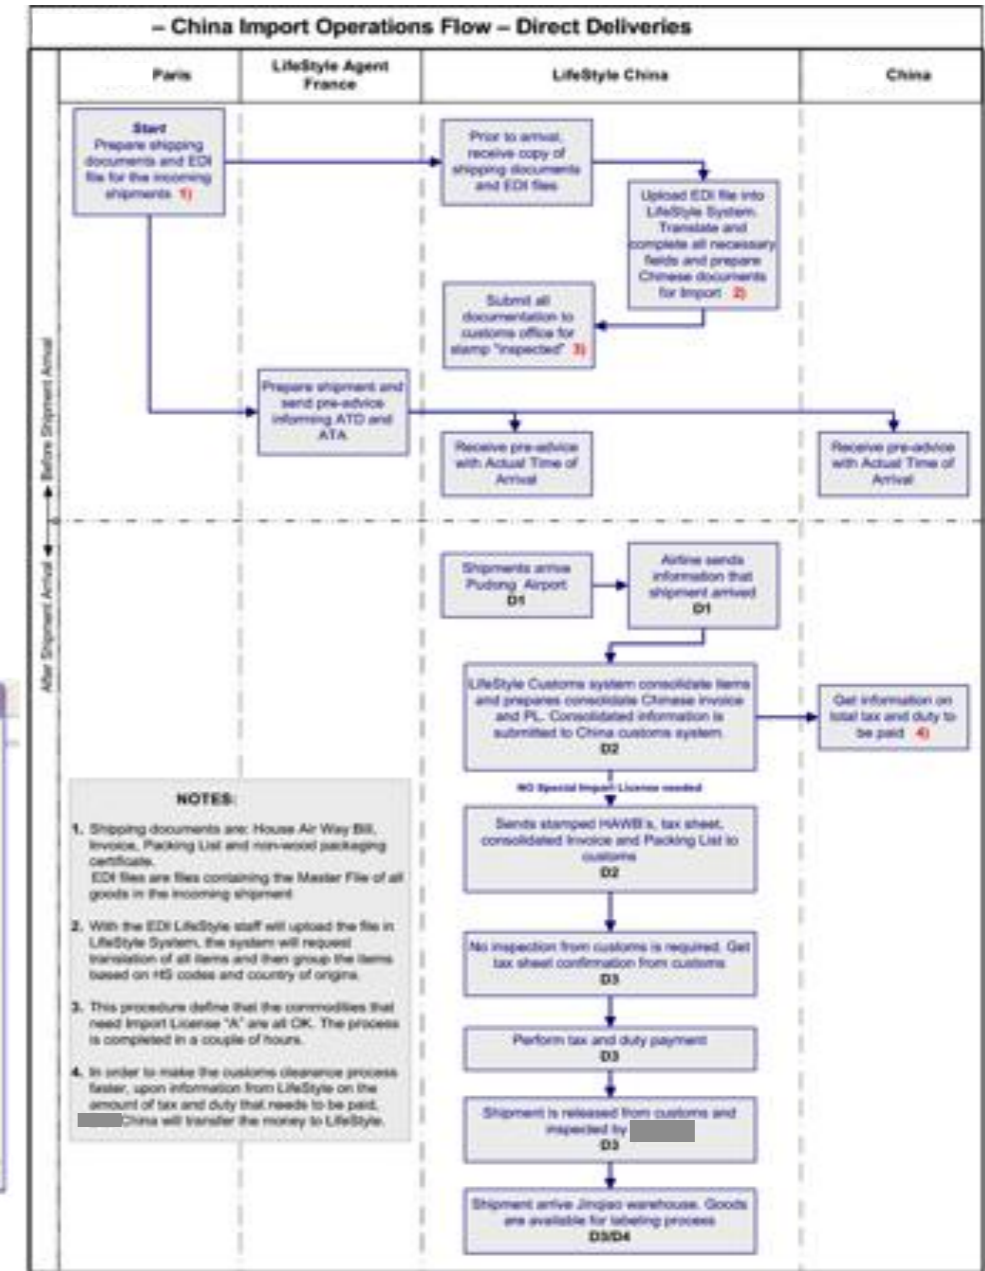 – China Import Operations Flow – Direct Deliveries
Paris
LifeStyle Agent
France
LifeStyle China
China
Start
Prepare shipping
documents and EDI
file for the incoming
shipments 1)
Prior to arrival,
receive copy of
shipping documents
and EDI files
Upload EDI file into
LifeStyle System.
Translate and
complete all necessary
fields and prepare
Chinese documents
for Import 2)
Submit all
documentation to
customs office for
stamp "inspected" 3)
Prepare shipment and
send pre-advice
informing ATD and
ATA
Receive pre-advice
with Actual Time of
Arrival
Receive pre-advice
with Actual Time of
Arrival
Before Shipment Arrival
After Shipment Arrival
Shipments arrive
Pudong Airport
D1
Airline sends
information that
shipment arrived
D1
LifeStyle Customs system consolidate items
and prepares consolidate Chinese invoice
and PL. Consolidated information is
submitted to China customs system.
D2
Get information on
total tax and duty to
be paid 4)
NO Special Import License needed
Sends stamped HAWB's, tax sheet,
consolidated Invoice and Packing List to
customs
D2
No inspection from customs is required. Get
tax sheet confirmation from customs
D3
Perform tax and duty payment
D3
Shipment is released from customs and
inspected by
D3
Shipment arrive Jinqiao warehouse. Goods
are available for labeling process
D3/D4
NOTES:
1. Shipping documents are: House Air Way Bill,
Invoice, Packing List and non-wood packaging
certificate.
EDI files are files containing the Master File of all
goods in the incoming shipment
2. With the EDI LifeStyle staff will upload the file in
LifeStyle System, the system will request
translation of all items and then group the items
based on HS codes and country of origins.
3. This procedure define that the commodities that
need Import License "A" are all OK. The process
is completed in a couple of hours.
4. In order to make the customs clearance process
faster, upon information from LifeStyle on the
amount of tax and duty that needs to be paid,
China will transfer the money to LifeStyle.